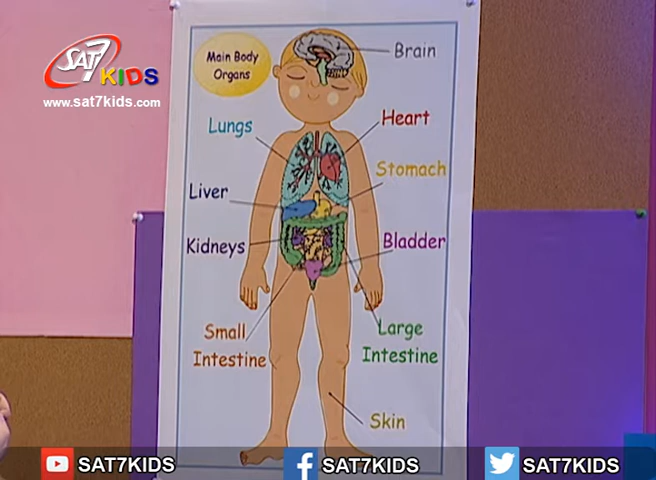 SAT7
KIDS
www.sat7kids.com
Main Body
Organs
Brain
Lungs
Heart
Stomach
Liver
Kidneys
Bladder
Small
Intestine
Large
Intestine
Skin
SAT7KIDS
SAT7KIDS
SAT7KIDS